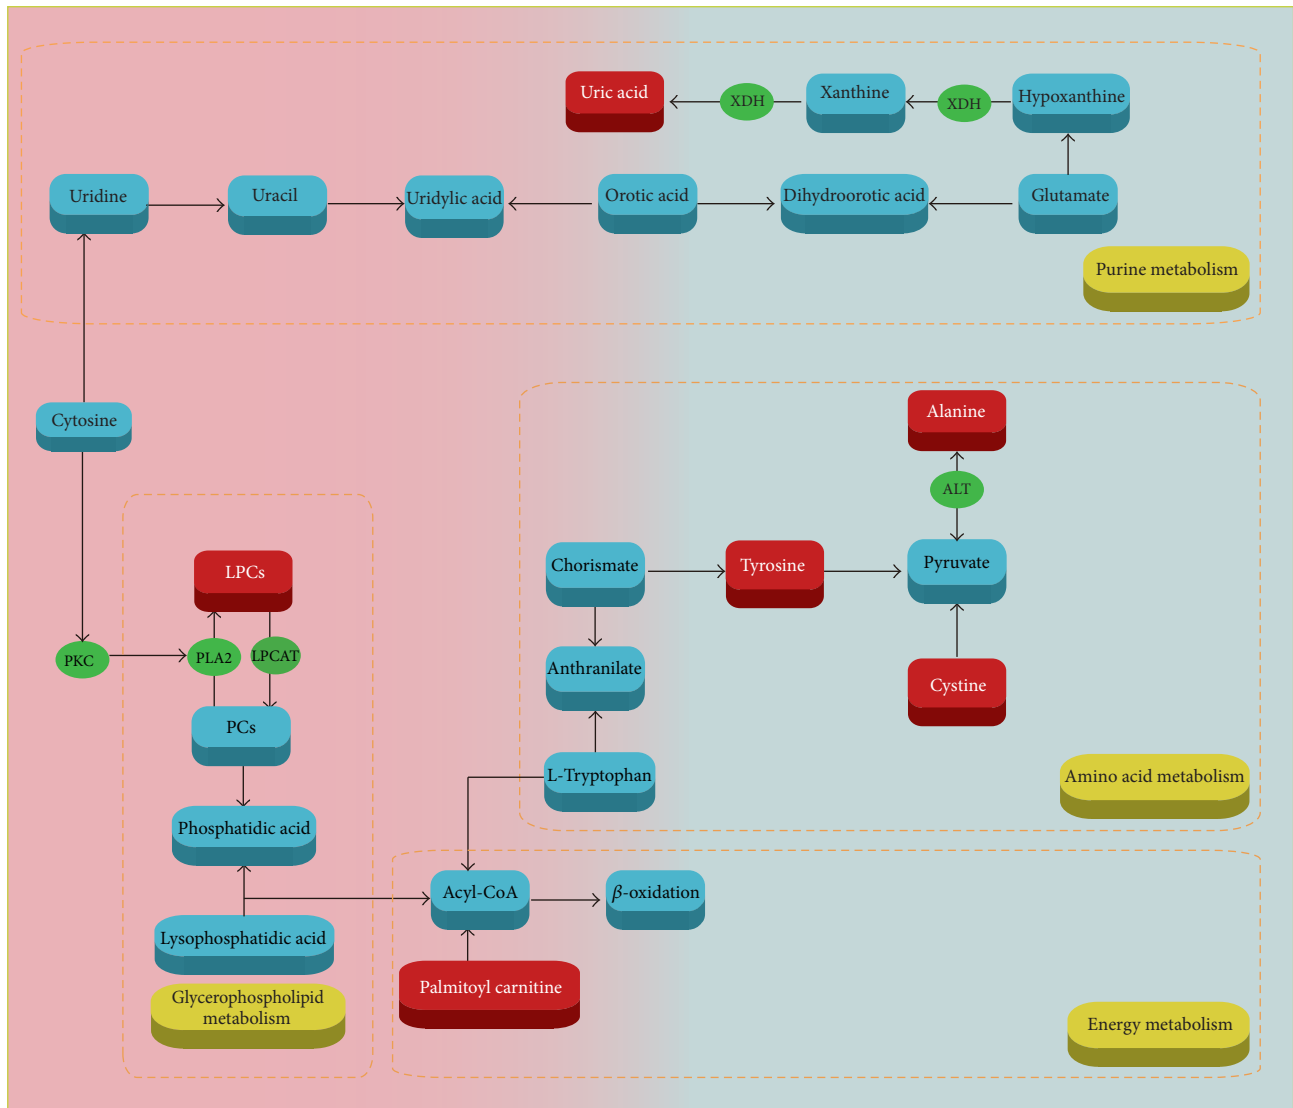 Uric acid
XDH
Xanthine
XDH
Hypoxanthine
Uridine
Uracil
Uridylic acid
Orotic acid
Dihydroorotic acid
Glutamate
Purine metabolism
Cytosine
Alanine
ALT
Chorismate
Tyrosine
Pyruvate
LPCs
PKC
PLA2
LPCAT
Anthranilate
Cystine
PCs
L-Tryptophan
Amino acid metabolism
Phosphatidic acid
Acyl-CoA
β-oxidation
Lysophosphatidic acid
Palmitoyl carnitine
Glycerophospholipid
metabolism
Energy metabolism